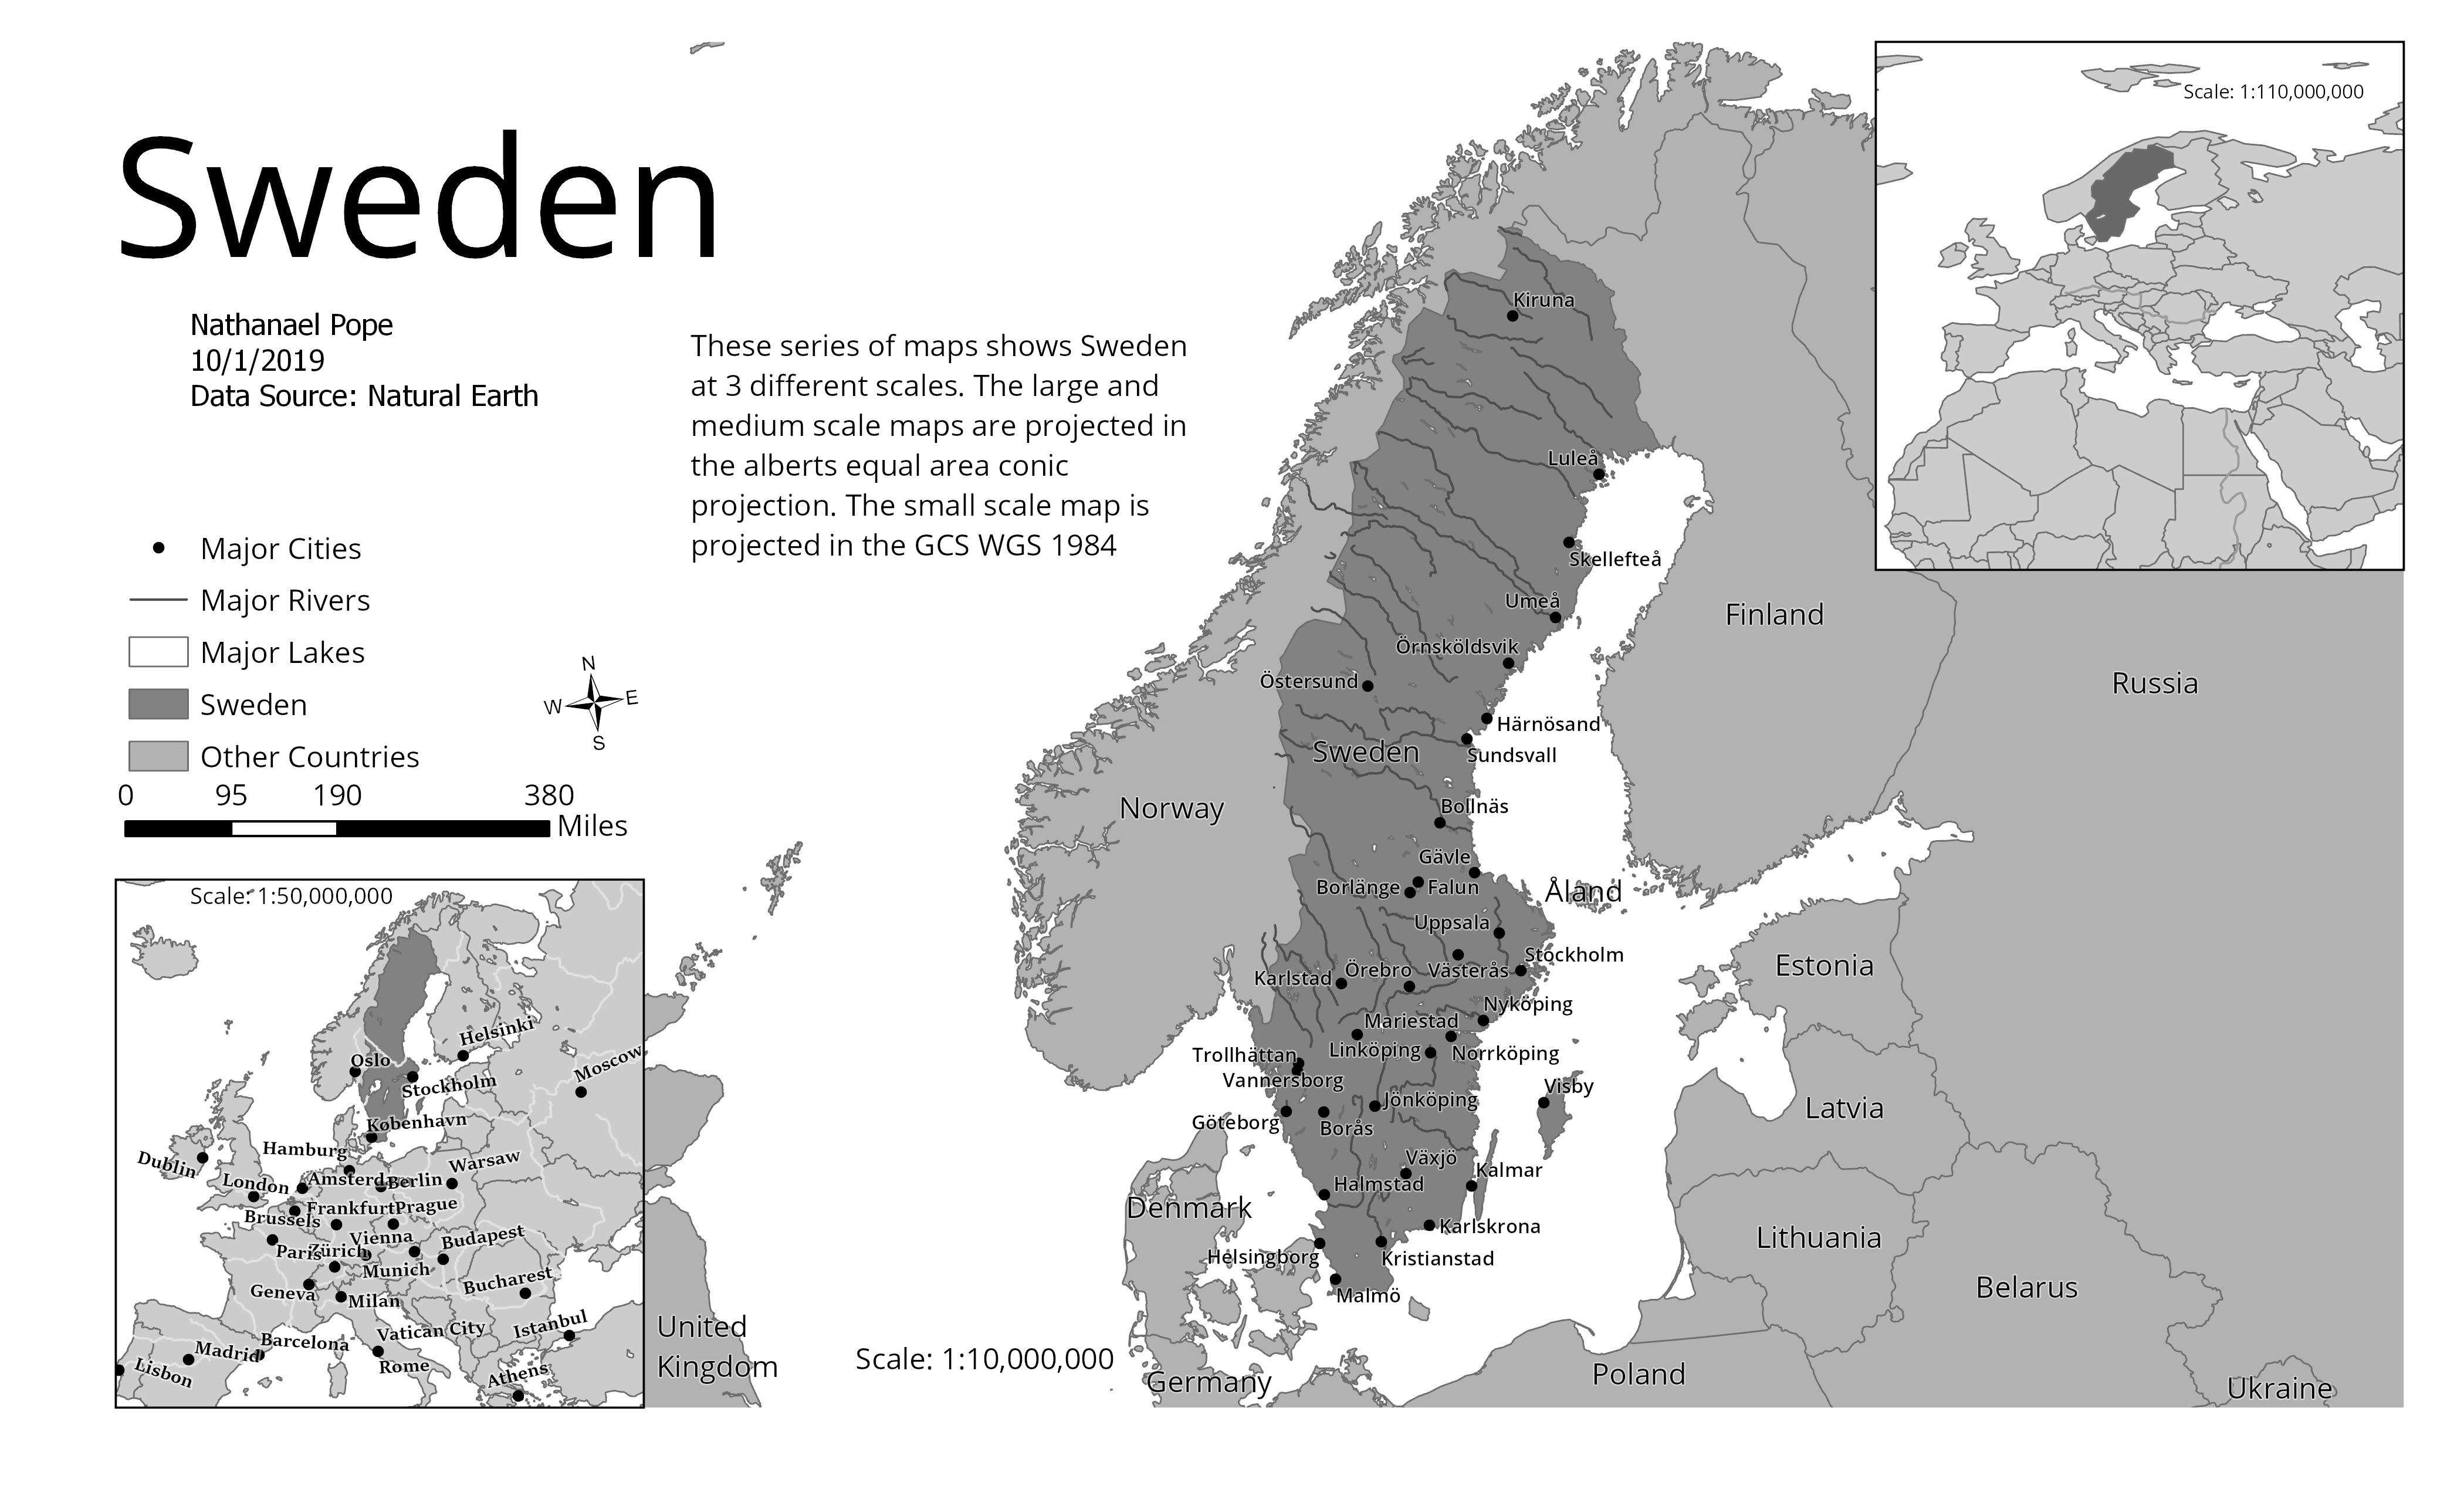 Sweden
Nathanael Pope
10/1/2019
Data Source: Natural Earth
These series of maps shows Sweden
at 3 different scales. The large and
medium scale maps are projected in
the alberts equal area conic
projection. The small scale map is
projected in the GCS WGS 1984
Major Cities
Major Rivers
Major Lakes
Sweden
Other Countries
N
W
E
S
0 95 190 380
Miles
Scale: 1:50,000,000
Helsinki
Oslo
Moscow
Stockholm
København
Hamburg
Dublin
Warsaw
London
Berlin
Frankfurt
Prague
Brussels
Vienna
Budapest
Paris
Zürich
Munich
Bucharest
Geneva
Milan
Istanbul
Vatican City
Barcelona
Madrid
Rome
Lisbon
Athens
Scale: 1:110,000,000
Kiruna
Luleå
Skellefteå
Umeå
Finland
Örnsköldsvik
Östersund
Russia
Härnösand
Sweden
Sundsvall
Norway
Bollnäs
Gävle
Borlänge
Falun
Åland
Uppsala
Stockholm
Karlstad
Örebro
Västerås
Estonia
Nyköping
Mariestad
Linköping
Norrköping
Trollhättan
Vannersborg
Visby
Jönköping
Latvia
Göteborg
Borås
Växjö
Kalmar
Halmstad
Denmark
Karlskrona
Lithuania
Helsingborg
Kristianstad
Belarus
Malmö
United
Kingdom
Scale: 1:10,000,000
Germany
Poland
Ukraine